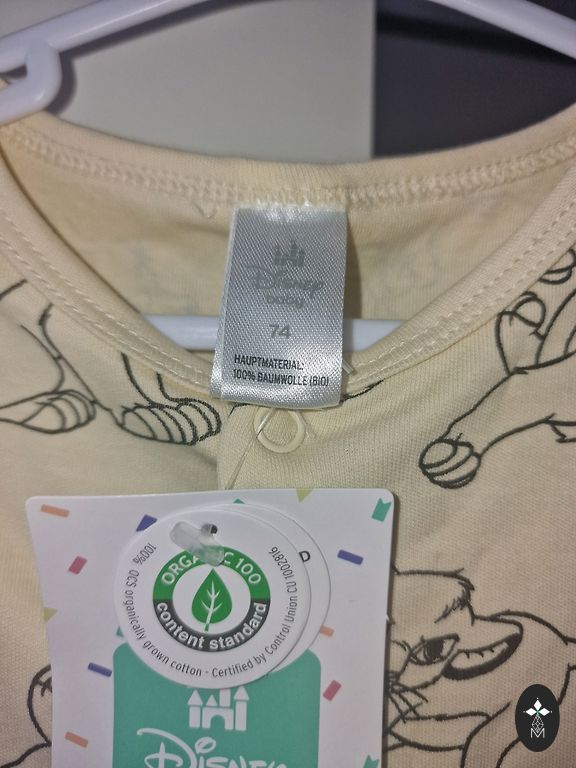 Disney
baby
74
HAUPTMATERIAL:
100% BAUMWOLLE (BIO)
ORGANIC 100
content standard
100% OCS organically grown cotton - Certified by Control Union CU 1002816
Disney